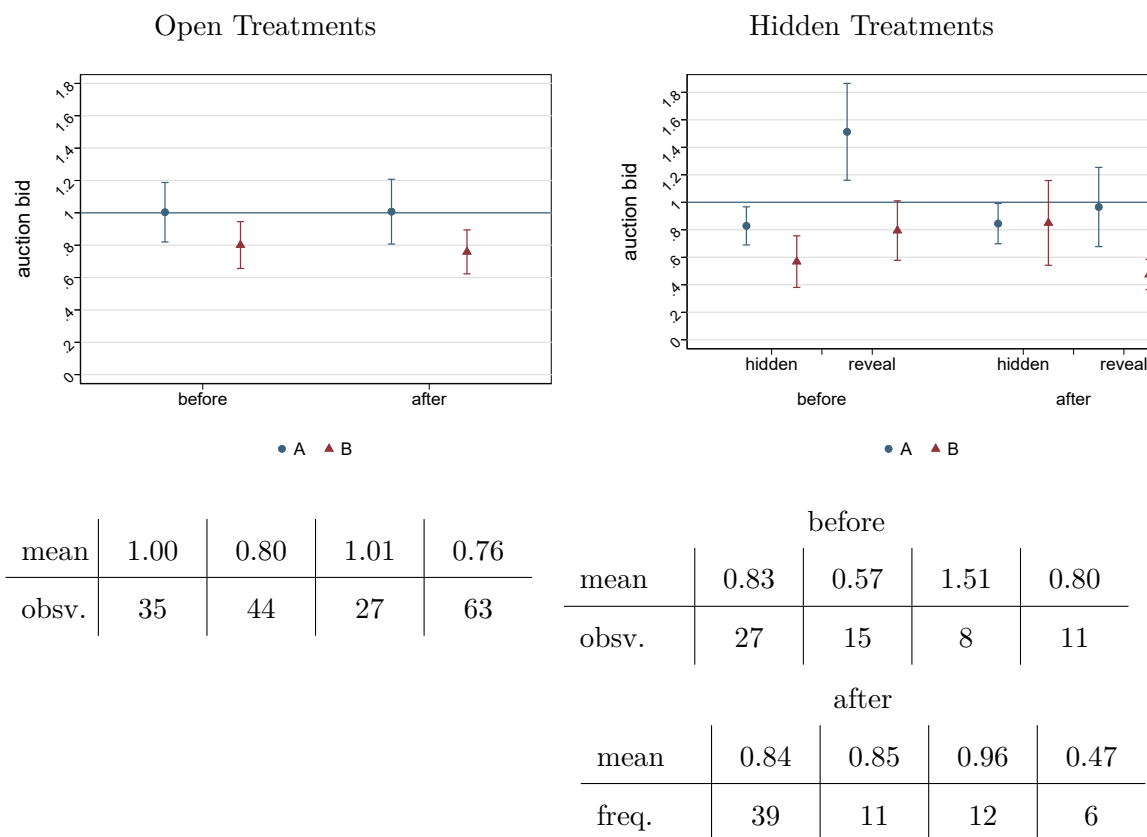 Open Treatments
1.8
1.6
1.4
1.2
1
.8
.6
.4
.2
0
auction bid
before after
A B
mean 1.00 0.80 1.01 0.76
obsv. 35 44 27 63
Hidden Treatments
1.8
1.6
1.4
1.2
1
.8
.6
.4
.2
0
auction bid
hidden reveal hidden reveal
before after
A B
before
mean 0.83 0.57 1.51 0.80
obsv. 27 15 8 11
after
mean 0.84 0.85 0.96 0.47
freq. 39 11 12 6